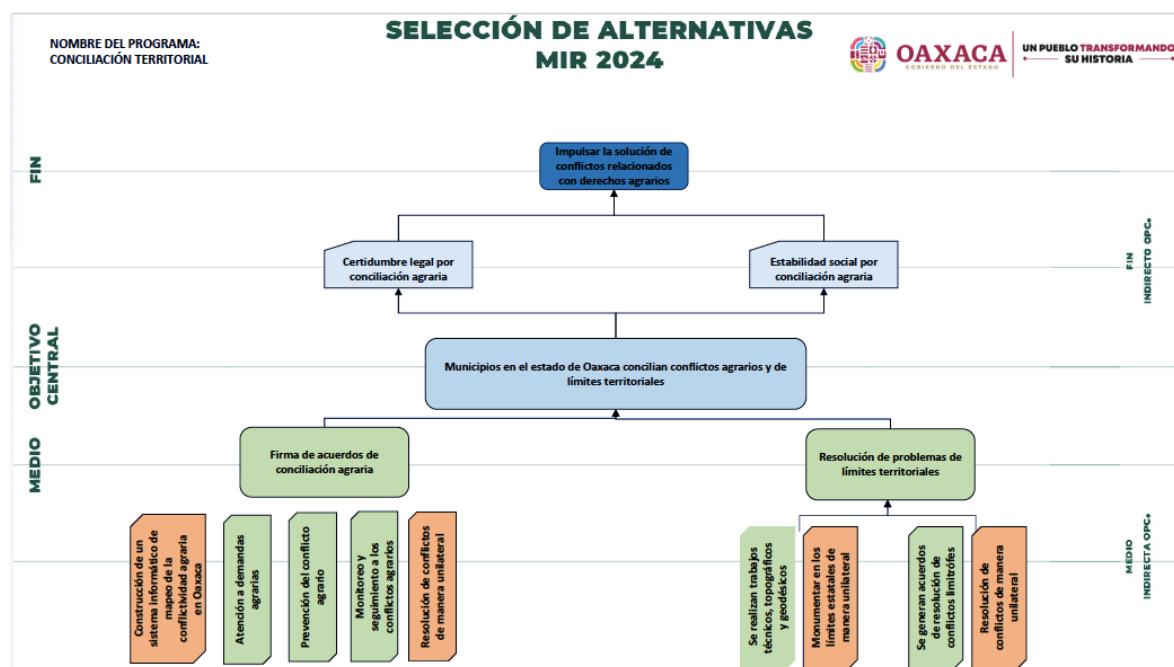 NOMBRE DEL PROGRAMA:
CONCILIACIÓN TERRITORIAL
SELECCIÓN DE ALTERNATIVAS
MIR 2024
OAXACA
GOBIERNO DEL ESTADO
UN PUEBLO TRANSFORMANDO
SU HISTORIA
FIN
Impulsar la solución de
conflictos relacionados
con derechos agrarios
Certidumbre legal por
conciliación agraria
Estabilidad social por
conciliación agraria
FIN
INDIRECTO OPC.
OBJETIVO
CENTRAL
Municipios en el estado de Oaxaca concilian conflictos agrarios y de
límites territoriales
MEDIO
Firma de acuerdos de
conciliación agraria
Resolución de problemas de
límites territoriales
Construcción de un
sistema informático de
mapeo de la
conflictividad agraria
en Oaxaca
Atención a demandas
agrarias
Prevención del conflicto
agrario
Monitoreo y
seguimiento a los
conflictos agrarios
Resolución de conflictos
de manera unilateral
Se realizan trabajos
técnicos, topográficos
y geodésicos
Monumentar en los
límites estatales de
manera unilateral
Se generan acuerdos
de resolución de
conflictos limitrófes
Resolución de
conflictos de manera
unilateral
MEDIO
INDIRECTA OPC.